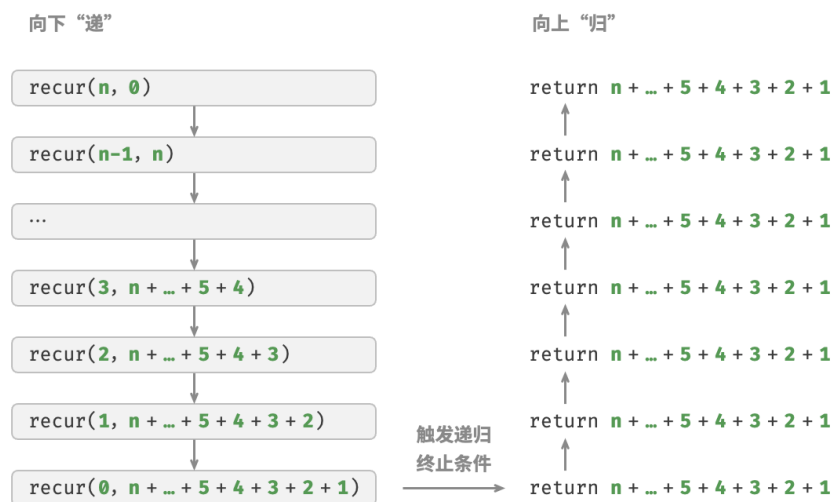 向下“递”
recur(n, 0)
recur(n-1, n)
…
recur(3, n + … + 5 + 4)
recur(2, n + … + 5 + 4 + 3)
recur(1, n + … + 5 + 4 + 3 + 2)
recur(0, n + … + 5 + 4 + 3 + 2 + 1)
触发递归
终止条件
向上“归”
return n + … + 5 + 4 + 3 + 2 + 1
return n + … + 5 + 4 + 3 + 2 + 1
return n + … + 5 + 4 + 3 + 2 + 1
return n + … + 5 + 4 + 3 + 2 + 1
return n + … + 5 + 4 + 3 + 2 + 1
return n + … + 5 + 4 + 3 + 2 + 1
return n + … + 5 + 4 + 3 + 2 + 1